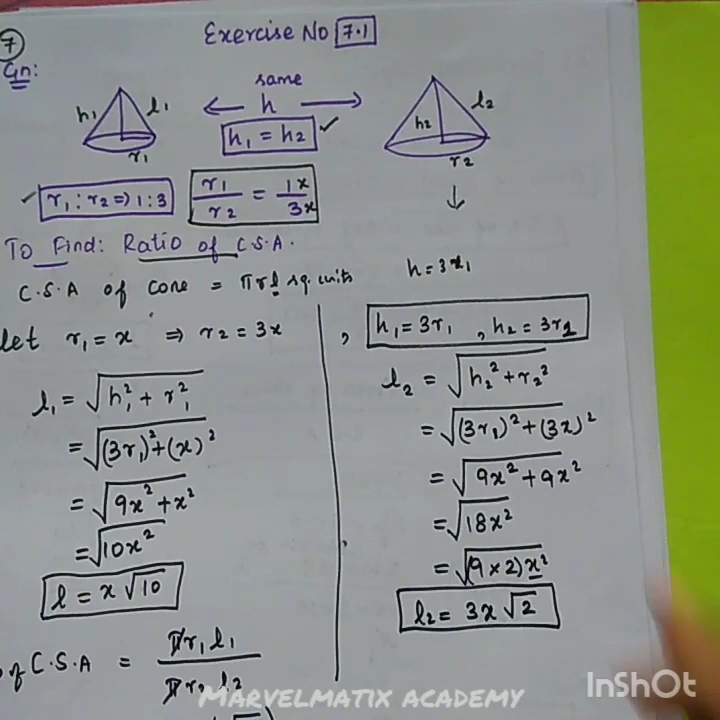 Exercise No 7.1
7
Gn:
h₁ l₁ r₁
same
h
h₁ = h₂ ✓
h₂ l₂ r₂
✓ r₁ : r₂ => 1 : 3
r₁/r₂ = 1x/3x
To Find: Ratio of C.S.A.
C.S.A of Cone = πrl sq.units
h = 3x₁
let r₁ = x ⇒ r₂ = 3x , h₁ = 3r₁ , h₂ = 3r₁
l₁ = √(h₁² + r₁²)
= √((3r₁)² + (x)²)
= √(9x² + x²)
= √(10x²)
l = x√10
l₂ = √(h₂² + r₂²)
= √((3r₁)² + (3x)²)
= √(9x² + 9x²)
= √(18x²)
= √((9 × 2)x²)
l₂ = 3x√2
of C.S.A = πr₁l₁/πr₂l₂
MARVELMATIX ACADEMY
InShOt